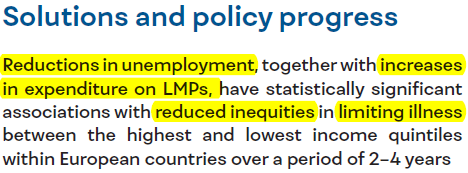 Solutions and policy progress
Reductions in unemployment, together with increases
in expenditure on LMPs, have statistically significant
associations with reduced inequities in limiting illness
between the highest and lowest income quintiles
within European countries over a period of 2–4 years